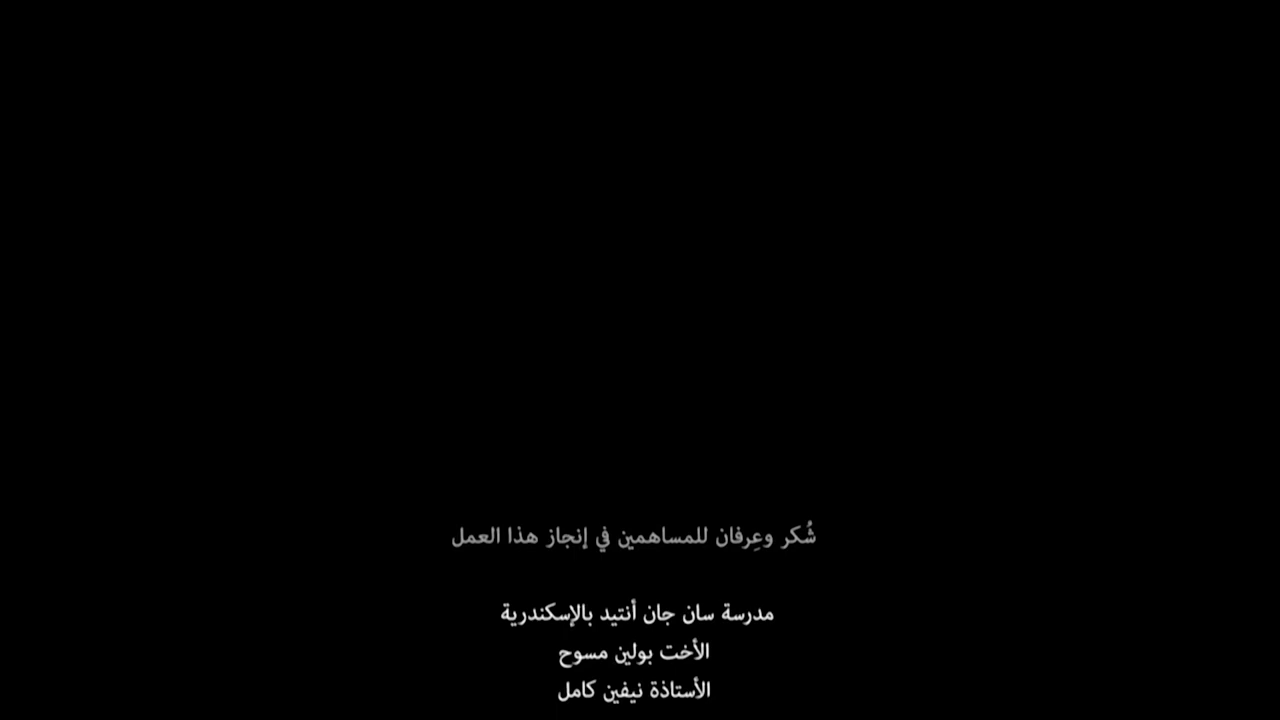 شُكر وعِرفان للمساهمين في إنجاز هذا العمل
مدرسة سان جان أنتيد بالإسكندرية
الأخت بولين مسوح
الأستاذة نيفين كامل